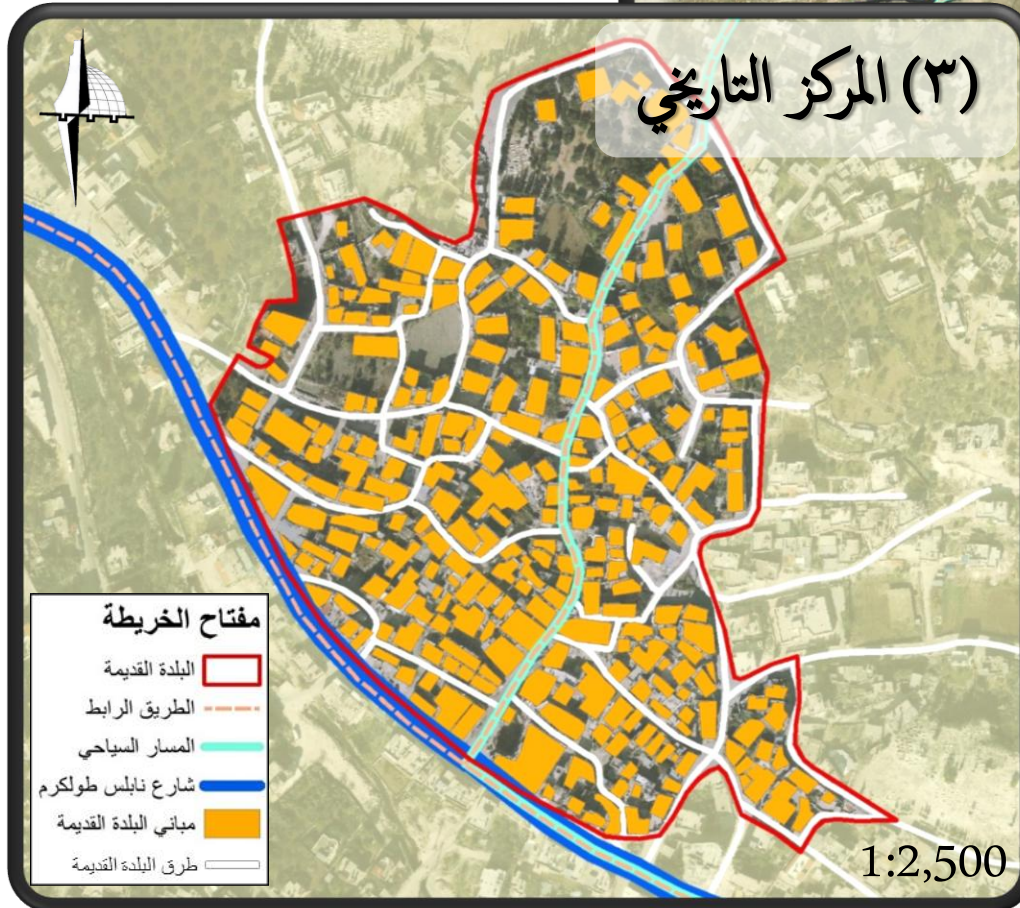 (٣) المركز التاريخي
مفتاح الخريطة
البلدة القديمة
الطريق الرابط
المسار السياحي
شارع نابلس طولكرم
مباني البلدة القديمة
طرق البلدة القديمة
1:2,500